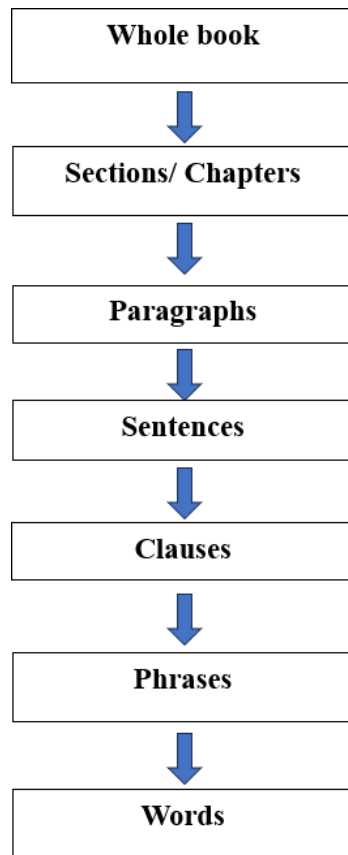 Whole book
Sections/ Chapters
Paragraphs
Sentences
Clauses
Phrases
Words